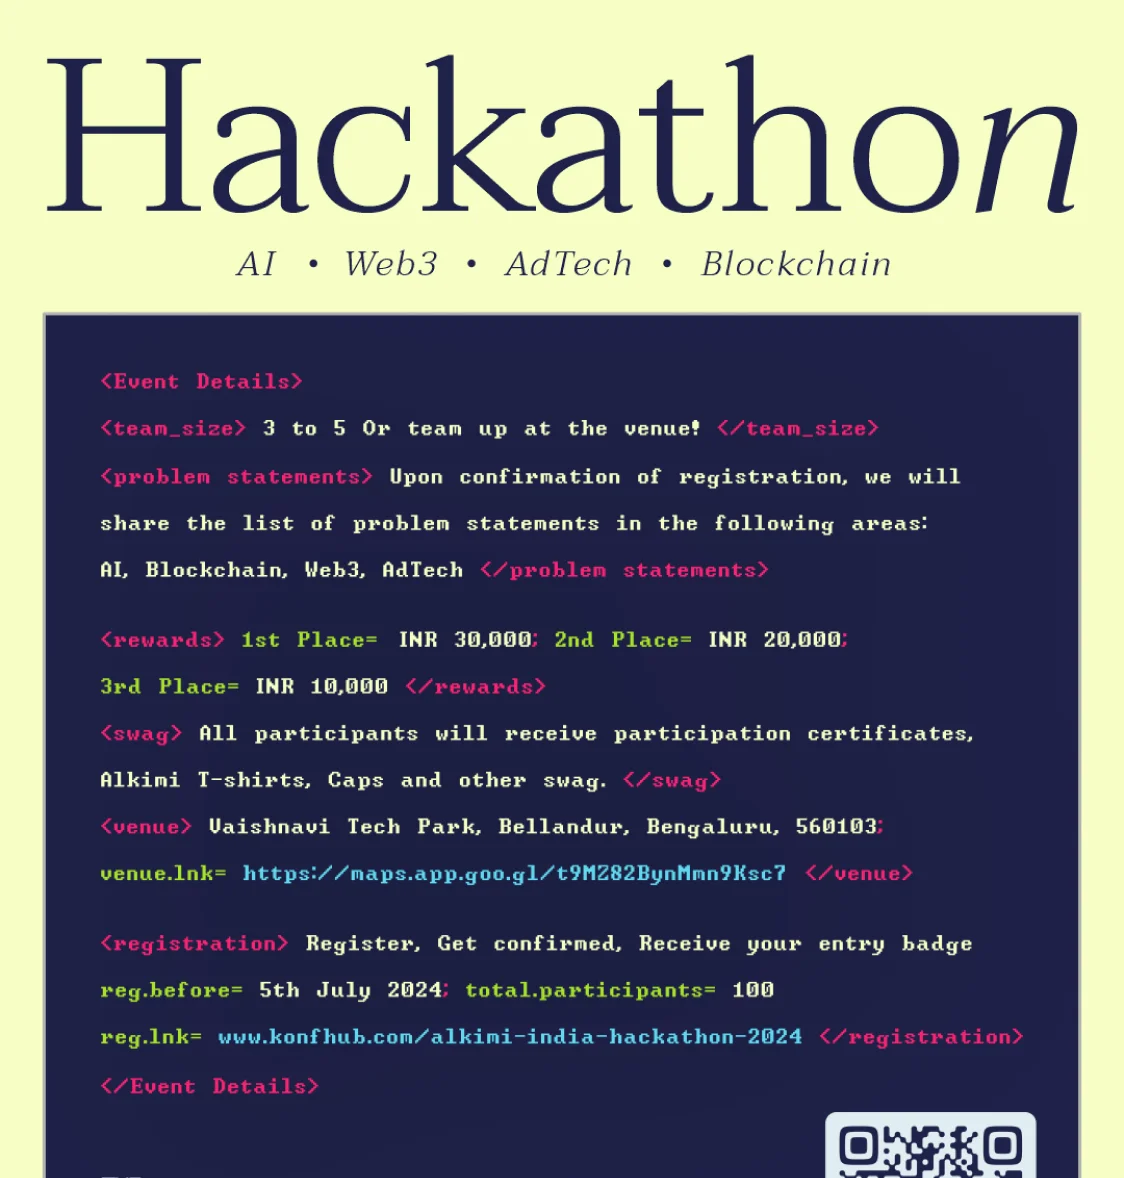 Hackathon
AI • Web3 • AdTech • Blockchain
<Event Details>
<team_size> 3 to 5 Or team up at the venue! </team_size>
<problem statements> Upon confirmation of registration, we will
share the list of problem statements in the following areas:
AI, Blockchain, Web3, AdTech </problem statements>
<rewards> 1st Place= INR 30,000; 2nd Place= INR 20,000;
3rd Place= INR 10,000 </rewards>
<swag> All participants will receive participation certificates,
Alkimi T-shirts, Caps and other swag. </swag>
<venue> Vaishnavi Tech Park, Bellandur, Bengaluru, 560103;
venue.lnk= https://maps.app.goo.gl/t9MZ82BynMmn9Ksc7 </venue>
<registration> Register, Get confirmed, Receive your entry badge
reg.before= 5th July 2024; total.participants= 100
reg.lnk= www.konfhub.com/alkimi-india-hackathon-2024 </registration>
</Event Details>